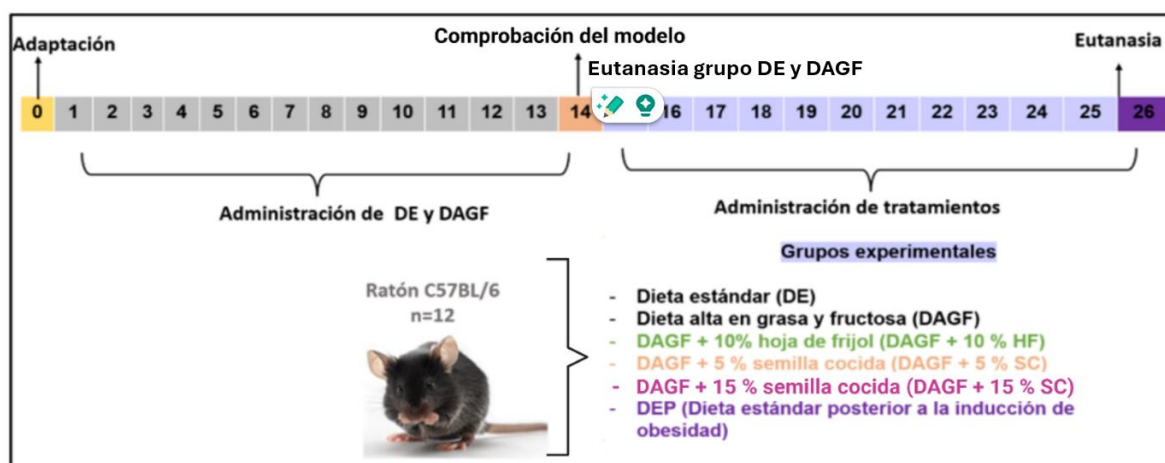 Adaptación
Comprobación del modelo
Eutanasia
Eutanasia grupo DE y DAGF
0 1 2 3 4 5 6 7 8 9 10 11 12 13 14 16 17 18 19 20 21 22 23 24 25 26
Administración de DE y DAGF
Administración de tratamientos
Grupos experimentales
Ratón C57BL/6
n=12
- Dieta estándar (DE)
- Dieta alta en grasa y fructosa (DAGF)
- DAGF + 10% hoja de frijol (DAGF + 10 % HF)
- DAGF + 5 % semilla cocida (DAGF + 5 % SC)
- DAGF + 15 % semilla cocida (DAGF + 15 % SC)
- DEP (Dieta estándar posterior a la inducción de
obesidad)